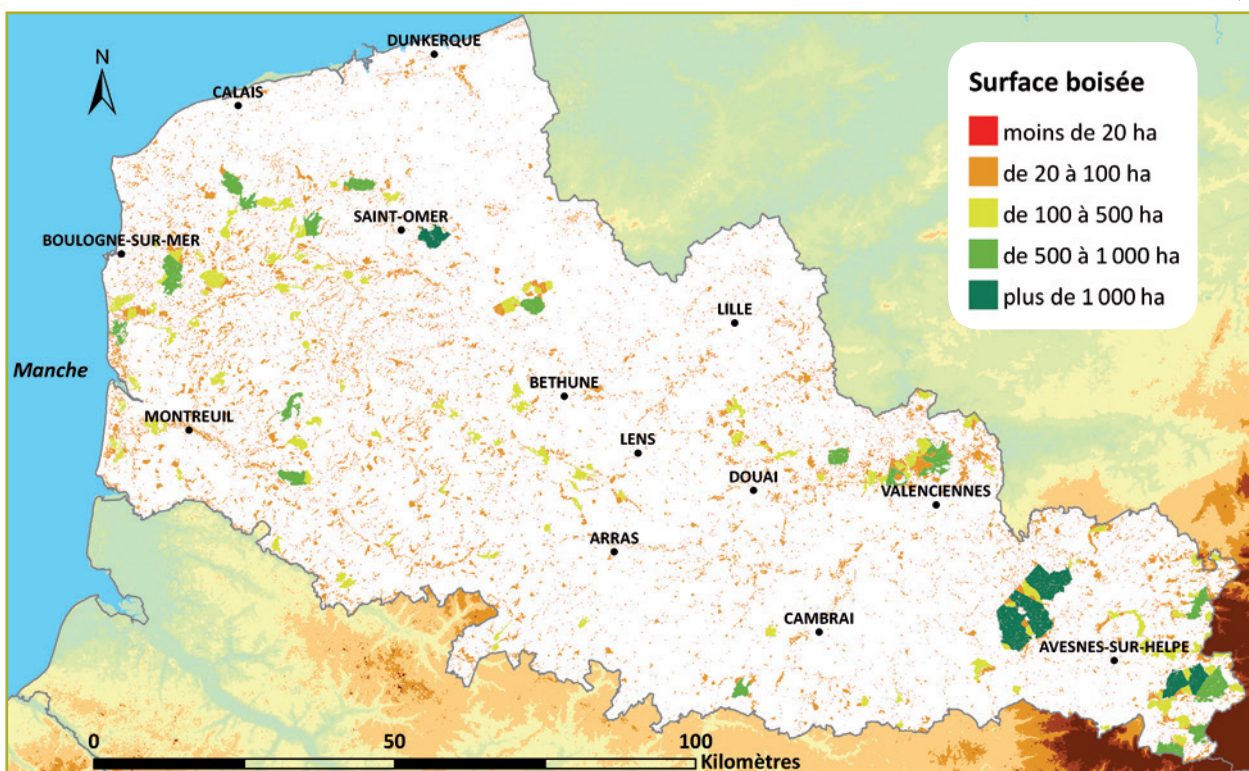 N
DUNKERQUE
CALAIS
SAINT-OMER
BOULOGNE-SUR-MER
LILLE
Manche
BETHUNE
MONTREUIL
LENS
DOUAI
VALENCIENNES
ARRAS
CAMBRAI
AVESNES-SUR-HELPE
0 50 100
Kilomètres
Surface boisée
moins de 20 ha
de 20 à 100 ha
de 100 à 500 ha
de 500 à 1 000 ha
plus de 1 000 ha